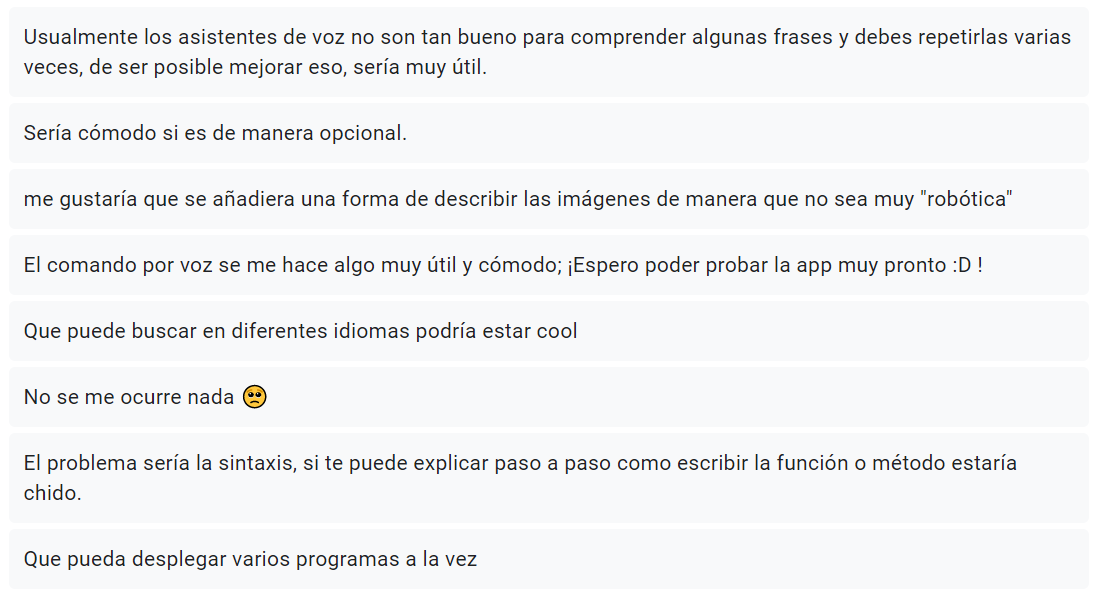 Usualmente los asistentes de voz no son tan bueno para comprender algunas frases y debes repetirlas varias
veces, de ser posible mejorar eso, sería muy útil.
Sería cómodo si es de manera opcional.
me gustaría que se añadiera una forma de describir las imágenes de manera que no sea muy "robótica"
El comando por voz se me hace algo muy útil y cómodo; ¡Espero poder probar la app muy pronto :D !
Que puede buscar en diferentes idiomas podría estar cool
No se me ocurre nada 🥺
El problema sería la sintaxis, si te puede explicar paso a paso como escribir la función o método estaría
chido.
Que pueda desplegar varios programas a la vez